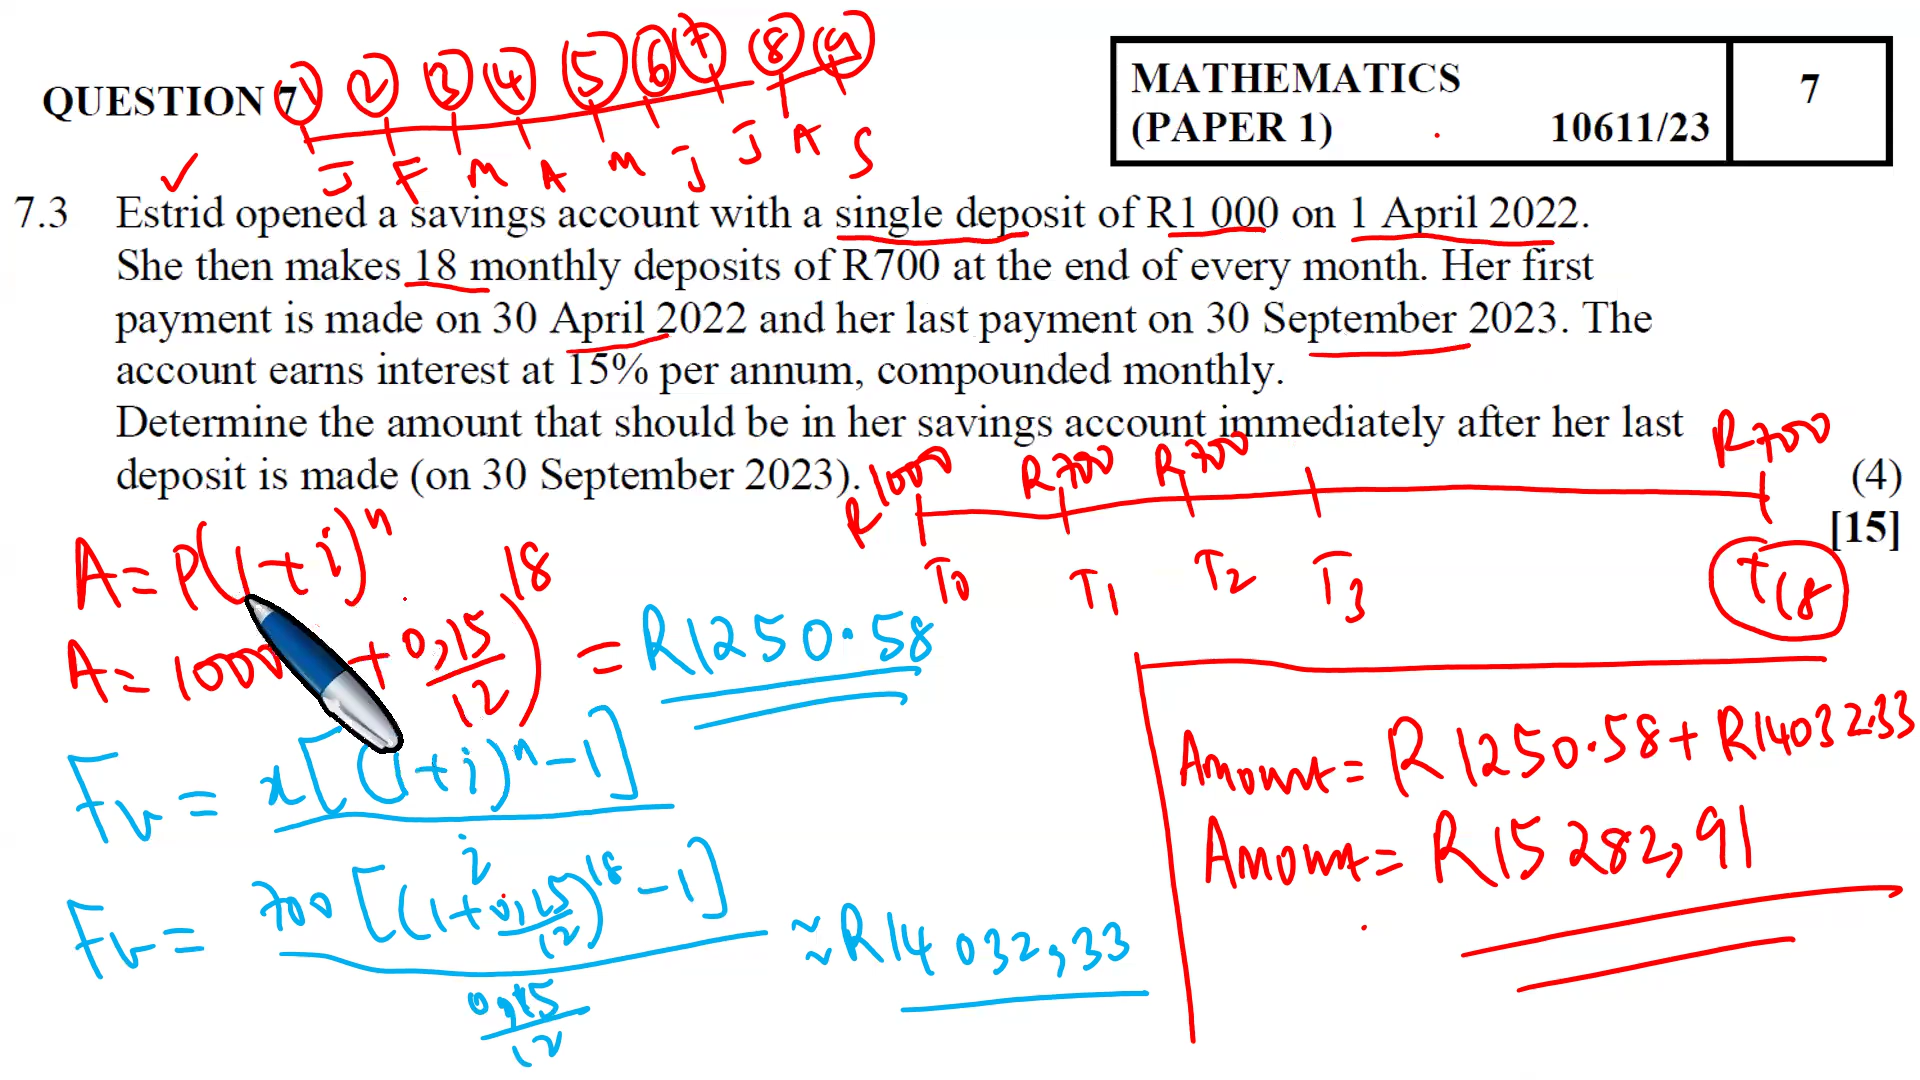 ① ② ③ ④ ⑤ ⑥ ⑦ ⑧ ⑨
QUESTION 7
J F M A M J J A S
MATHEMATICS
(PAPER 1) 10611/23
7
7.3 Estrid opened a savings account with a single deposit of R1 000 on 1 April 2022.
She then makes 18 monthly deposits of R700 at the end of every month. Her first
payment is made on 30 April 2022 and her last payment on 30 September 2023. The
account earns interest at 15% per annum, compounded monthly.
Determine the amount that should be in her savings account immediately after her last
deposit is made (on 30 September 2023).
(4)
[15]
R1000 R700 R700 R700
T0 T1 T2 T3 T18
A = P(1 + i)^n
A = 1000 + 0,15/12)^18 = R1250.58
Fv = x[(1+i)^n - 1] / i
Fv = 700[(1+0,15/12)^18 - 1] / 0,15/12 ≈ R14 032,33
Amount = R1250.58 + R14032.33
Amount = R15 282,91